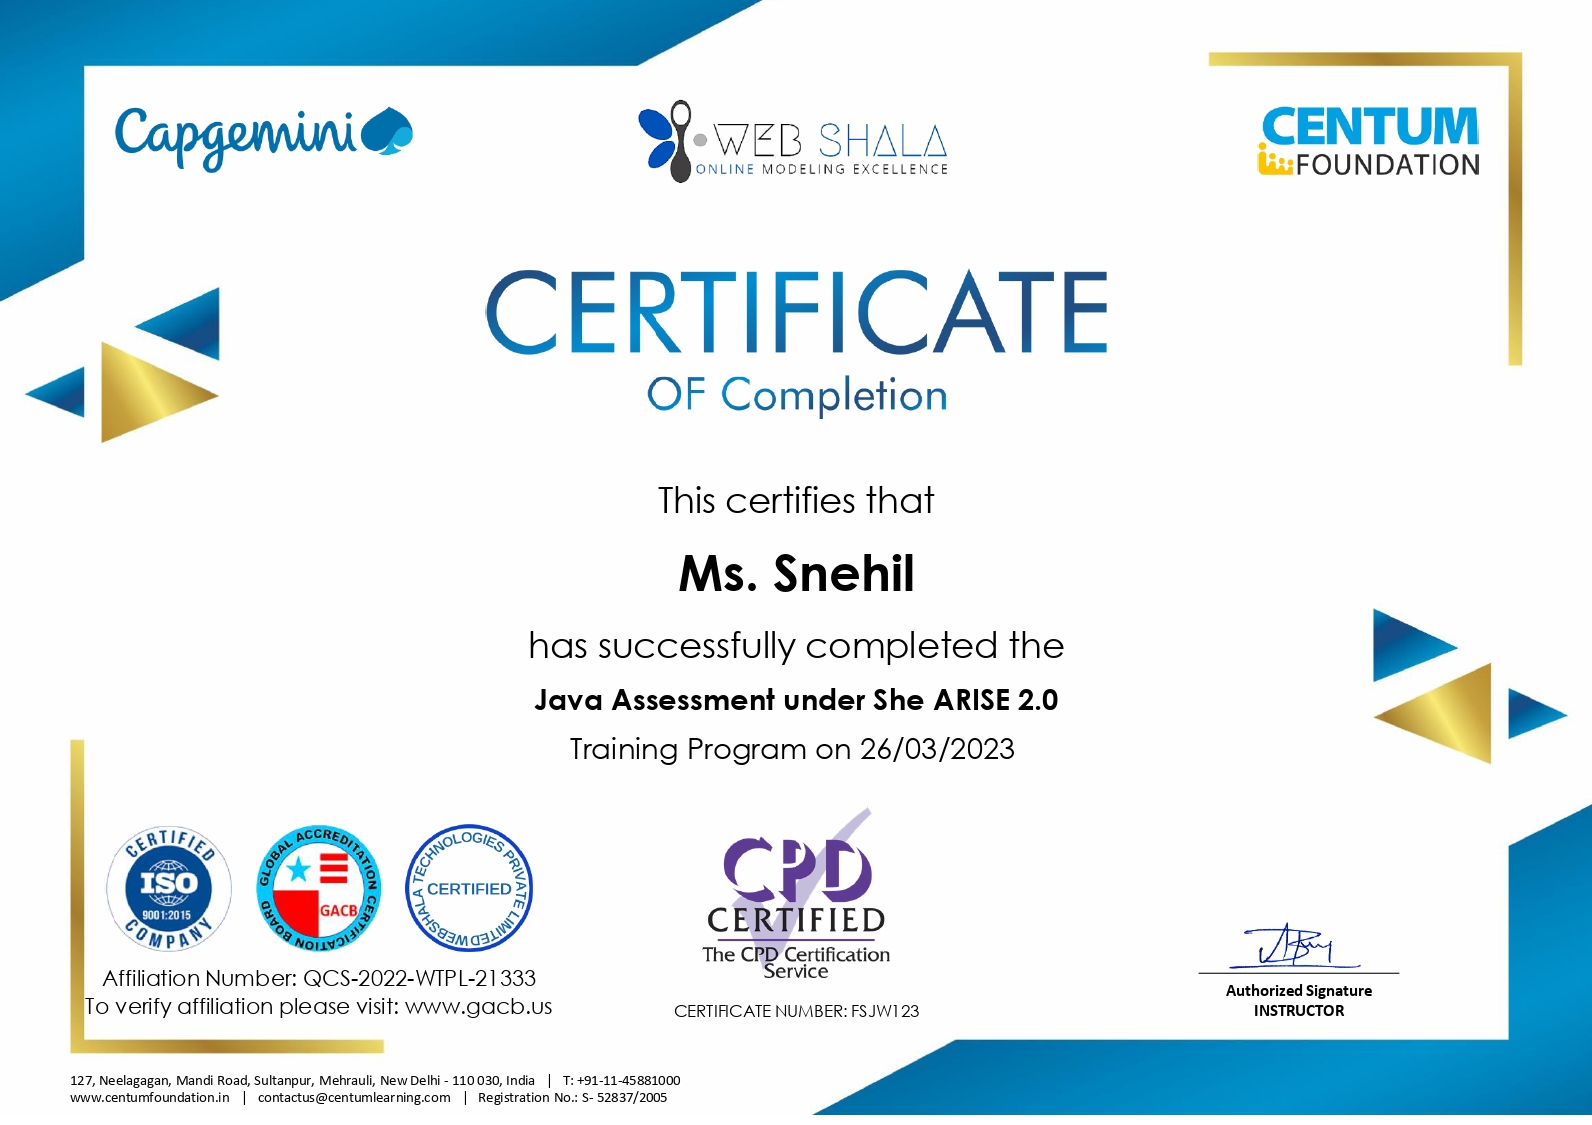 Capgemini
WEB SHALA
ONLINE MODELING EXCELLENCE
CENTUM
FOUNDATION
CERTIFICATE
OF Completion
This certifies that
Ms. Snehil
has successfully completed the
Java Assessment under She ARISE 2.0
Training Program on 26/03/2023
CERTIFIED
ISO
9001:2015
COMPANY
GLOBAL ACCREDITATION CERTIFICATION BOARD
GACB
WEBSHALA TECHNOLOGIES PRIVATE LIMITED
CERTIFIED
CPD
CERTIFIED
The CPD Certification
Service
Affiliation Number: QCS-2022-WTPL-21333
To verify affiliation please visit: www.gacb.us
CERTIFICATE NUMBER: FSJW123
Authorized Signature
INSTRUCTOR
127, Neelagagan, Mandi Road, Sultanpur, Mehrauli, New Delhi - 110 030, India | T: +91-11-45881000
www.centumfoundation.in | contactus@centumlearning.com | Registration No.: S- 52837/2005